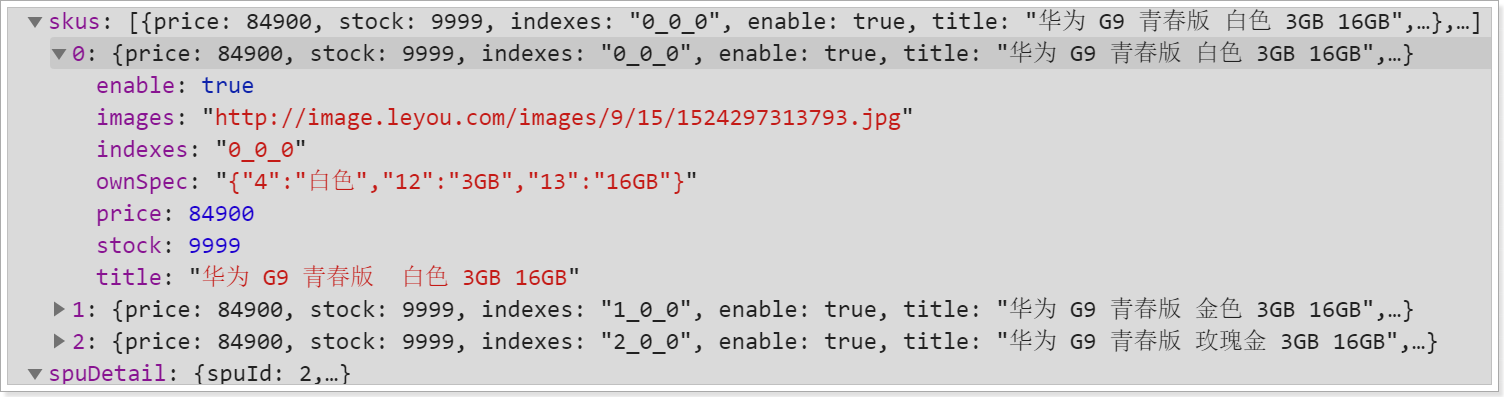 skus: [{price: 84900, stock: 9999, indexes: "0_0_0", enable: true, title: "华为 G9 青春版 白色 3GB 16GB",…},…]
0: {price: 84900, stock: 9999, indexes: "0_0_0", enable: true, title: "华为 G9 青春版 白色 3GB 16GB",…}
enable: true
images: "http://image.leyou.com/images/9/15/1524297313793.jpg"
indexes: "0_0_0"
ownSpec: "{"4":"白色","12":"3GB","13":"16GB"}"
price: 84900
stock: 9999
title: "华为 G9 青春版  白色 3GB 16GB"
1: {price: 84900, stock: 9999, indexes: "1_0_0", enable: true, title: "华为 G9 青春版 金色 3GB 16GB",…}
2: {price: 84900, stock: 9999, indexes: "2_0_0", enable: true, title: "华为 G9 青春版 玫瑰金 3GB 16GB",…}
spuDetail: {spuId: 2,…}